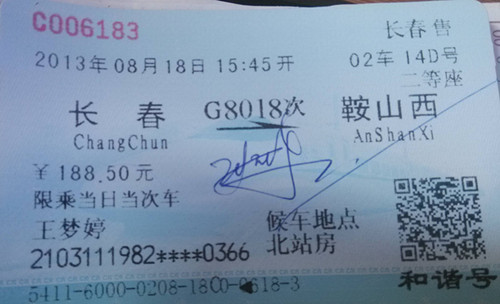 C006183 长春售
2013年08月18日15:45开 02车14D号
二等座
长春 G8018次 鞍山西
ChangChun AnShanXi
￥188.50元
限乘当日当次车
王梦婷 候车地点
2103111982****0366 北站房
和谐号